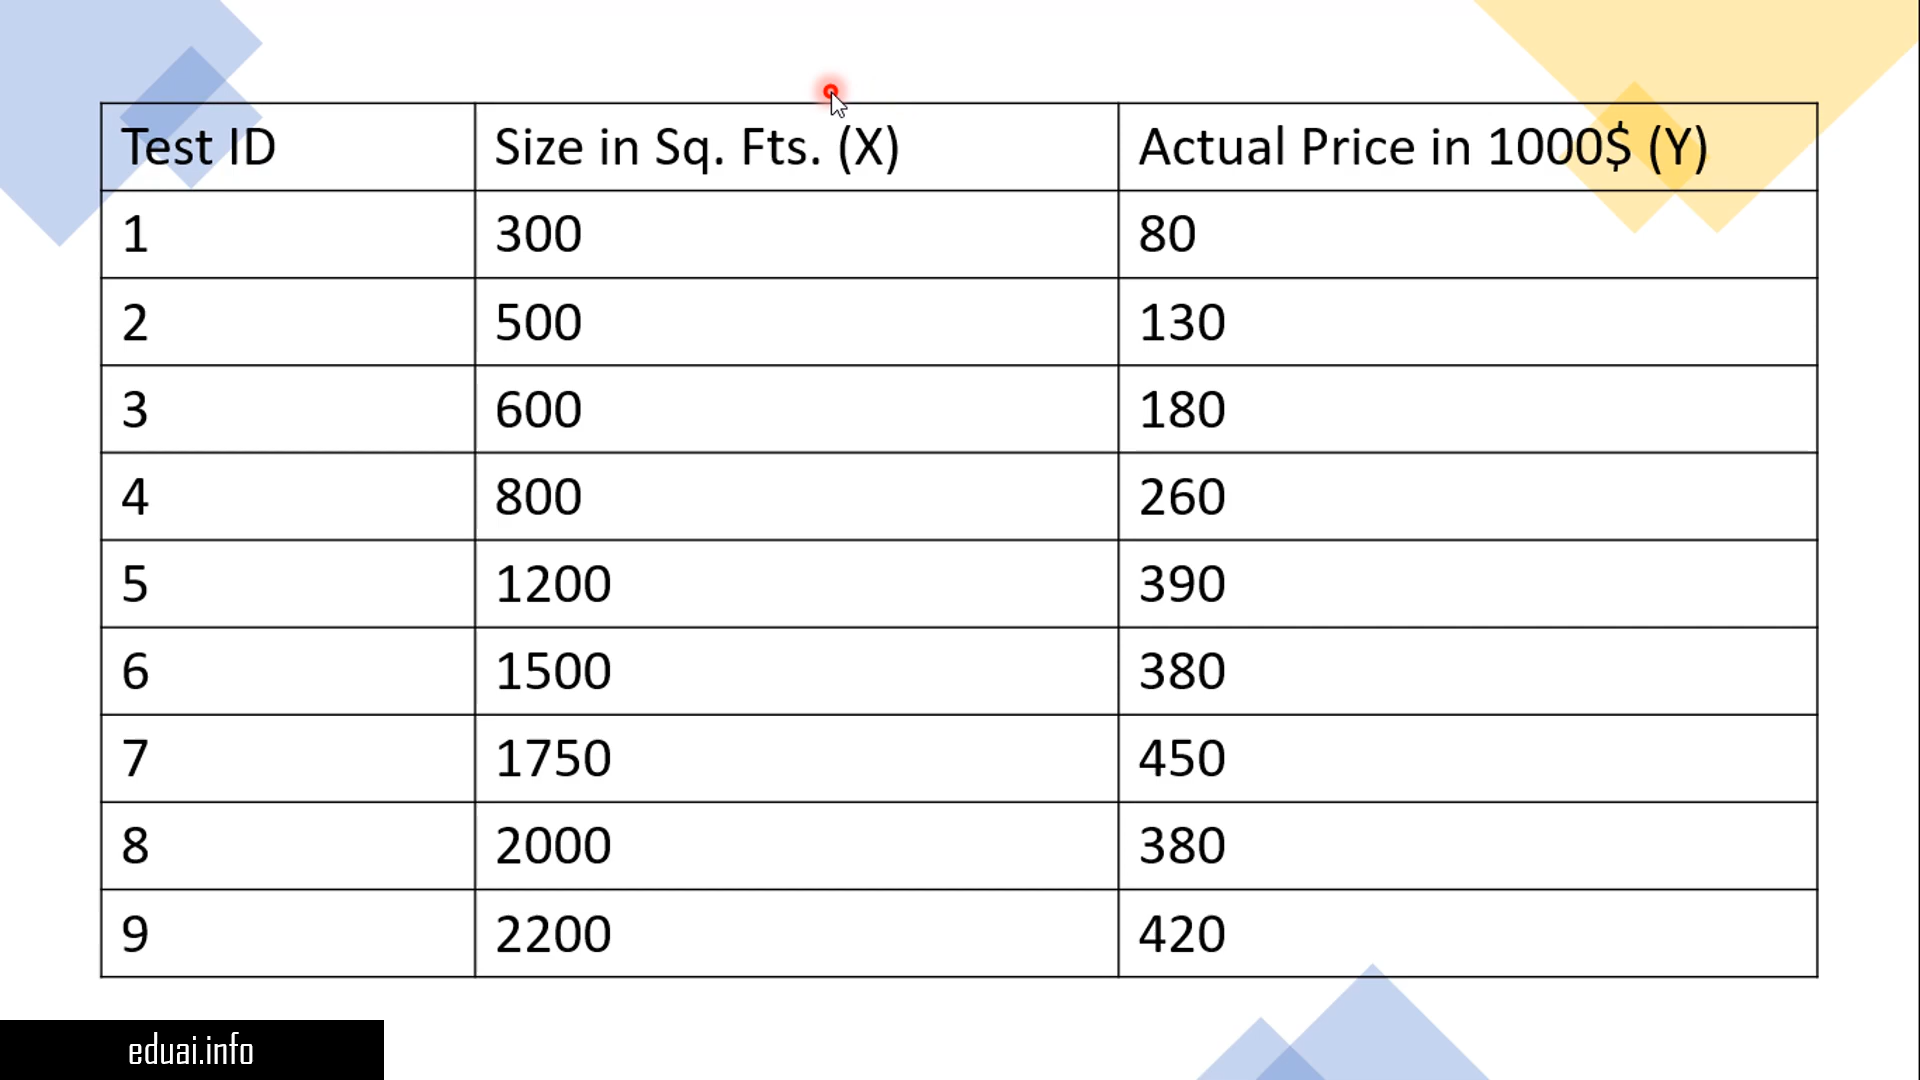 Test ID Size in Sq. Fts. (X) Actual Price in 1000$ (Y)
1 300 80
2 500 130
3 600 180
4 800 260
5 1200 390
6 1500 380
7 1750 450
8 2000 380
9 2200 420
eduai.info